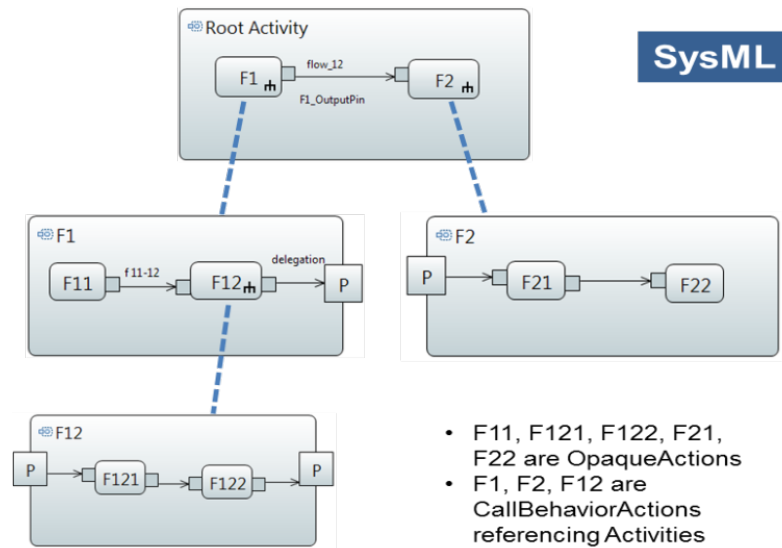 Root Activity
SysML
F1
flow_12
F2
F1_OutputPin
F1
F11
f 11-12
F12
delegation
P
F2
P
F21
F22
F12
P
F121
F122
P
• F11, F121, F122, F21,
F22 are OpaqueActions
• F1, F2, F12 are
CallBehaviorActions
referencing Activities